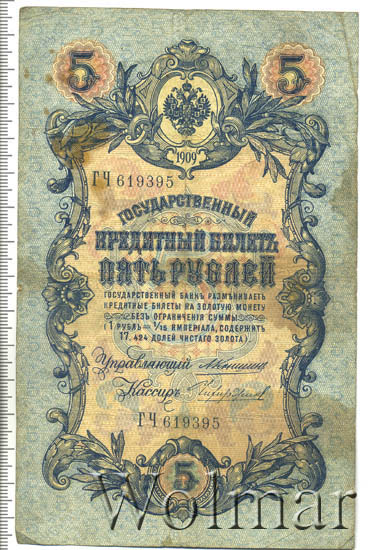 5 5
1909
ГЧ 619395
ГОСУДАРСТВЕННЫЙ
КРЕДИТНЫЙ БИЛЕТЪ
ПЯТЬ РУБЛЕЙ
ГОСУДАРСТВЕННЫЙ БАНКЪ РАЗМѢНИВАЕТЪ
КРЕДИТНЫЕ БИЛЕТЫ НА ЗОЛОТУЮ МОНЕТУ
БЕЗЪ ОГРАНИЧЕНІЯ СУММЫ
(1 РУБЛЬ = 1/15 ИМПЕРІАЛА, СОДЕРЖИТЪ
17,424 ДОЛЕЙ ЧИСТАГО ЗОЛОТА).
Управляющій
Кассиръ
ГЧ 619395
5
Wolmar